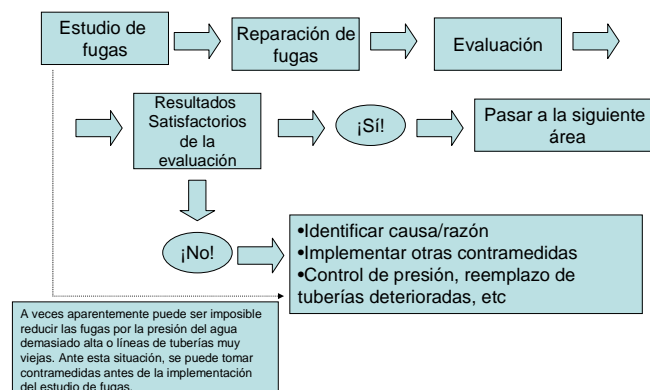 Estudio de
fugas
Reparación de
fugas
Evaluación
Resultados
Satisfactorios
de la
evaluación
¡Sí!
Pasar a la siguiente
área
¡No!
•Identificar causa/razón
•Implementar otras contramedidas
•Control de presión, reemplazo de
tuberías deterioradas, etc
A veces aparentemente puede ser imposible
reducir las fugas por la presión del agua
demasiado alta o líneas de tuberías muy
viejas. Ante esta situación, se puede tomar
contramedidas antes de la implementación
del estudio de fugas.